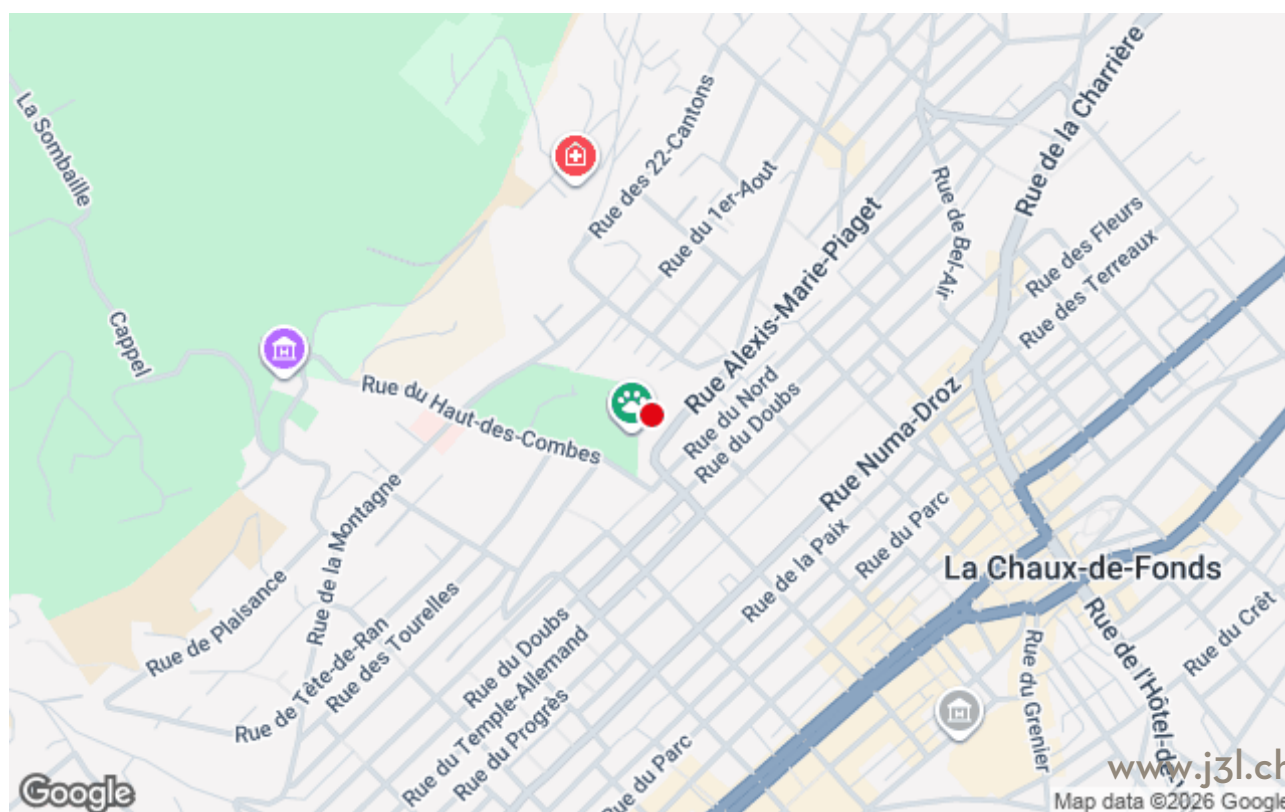 La Sombaille
Cappel
Rue des 22-Cantons
Rue du 1er-Aout
Rue Alexis-Marie-Piaget
Rue de Bel-Air
Rue de la Charrière
Rue des Fleurs
Rue des Terreaux
Rue du Haut-des-Combes
Rue du Nord
Rue du Doubs
Rue Numa-Droz
Rue de la Paix
Rue du Parc
La Chaux-de-Fonds
Rue de la Montagne
Rue de Plaisance
Rue de Tête-de-Ran
Rue des Tourelles
Rue du Doubs
Rue du Temple-Allemand
Rue du Progrès
Rue du Parc
Rue du Grenier
Rue de l'Hôtel-de-
Rue du Crêt
www.j3l.ch
Google
Map data ©2026 Google